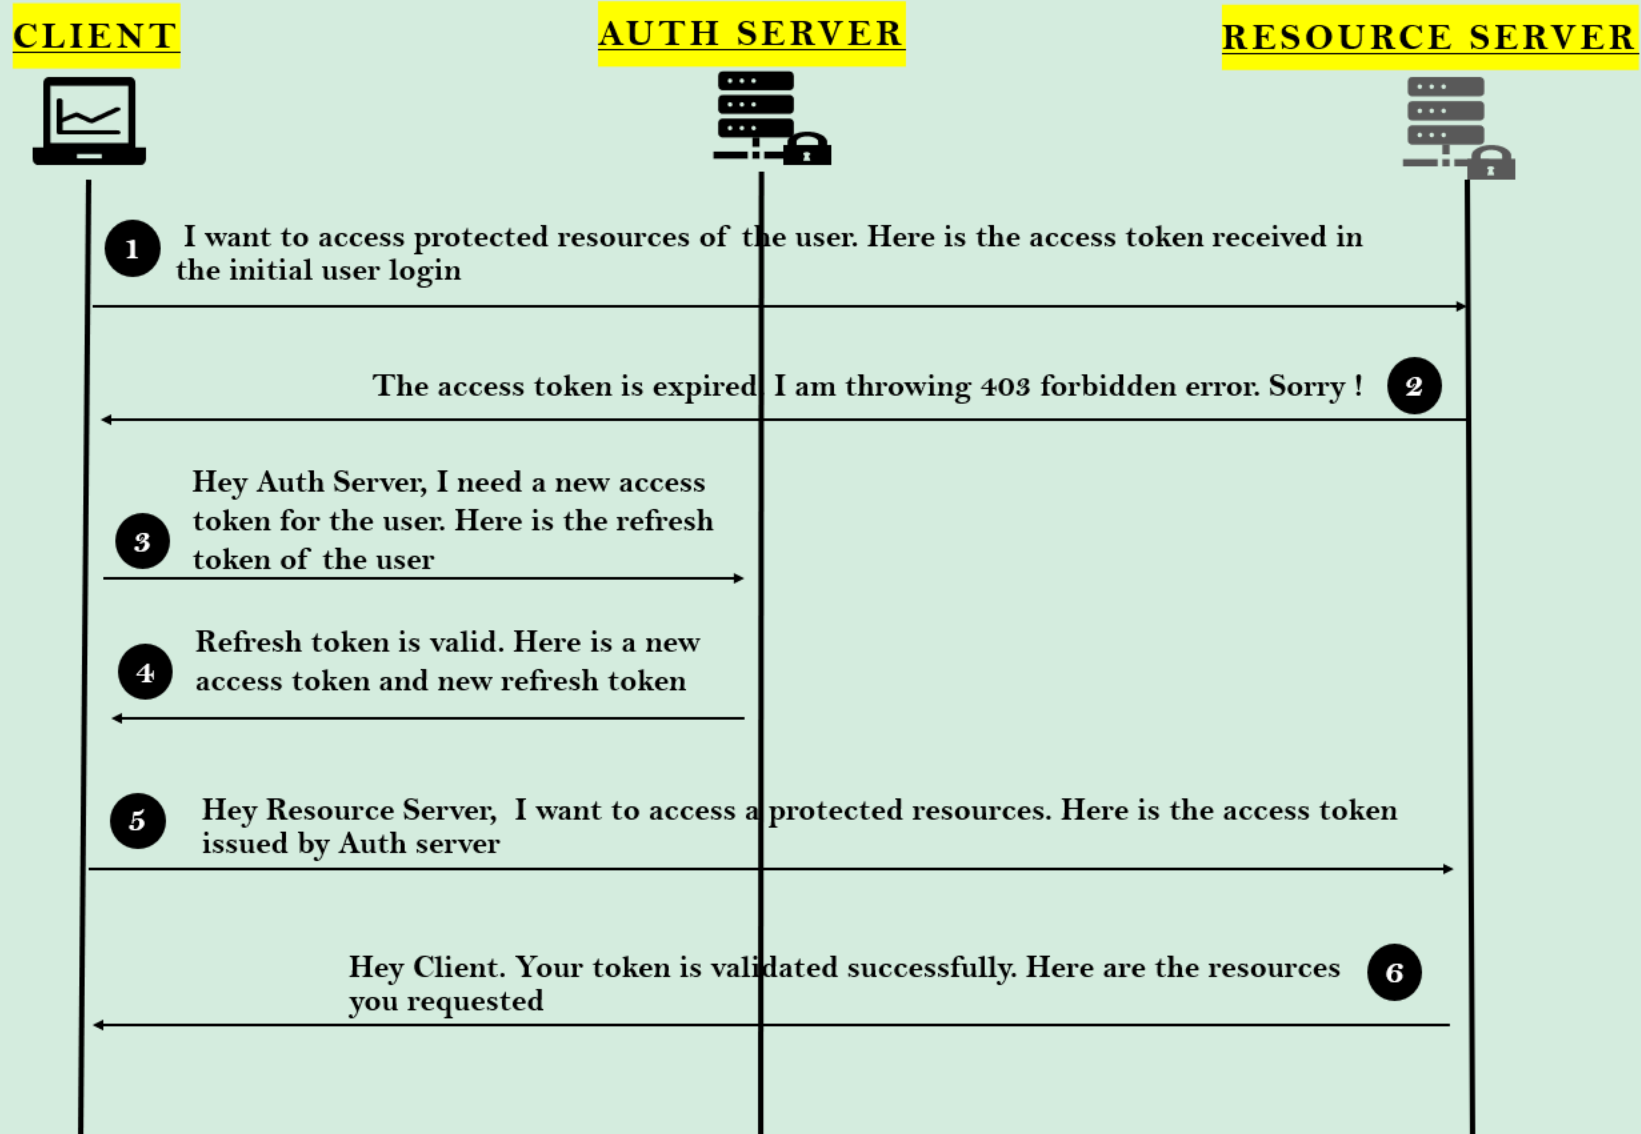 CLIENT
AUTH SERVER
RESOURCE SERVER
1
I want to access protected resources of the user. Here is the access token received in
the initial user login
The access token is expired. I am throwing 403 forbidden error. Sorry !
2
Hey Auth Server, I need a new access
token for the user. Here is the refresh
token of the user
3
Refresh token is valid. Here is a new
access token and new refresh token
4
5
Hey Resource Server, I want to access a protected resources. Here is the access token
issued by Auth server
Hey Client. Your token is validated successfully. Here are the resources
you requested
6